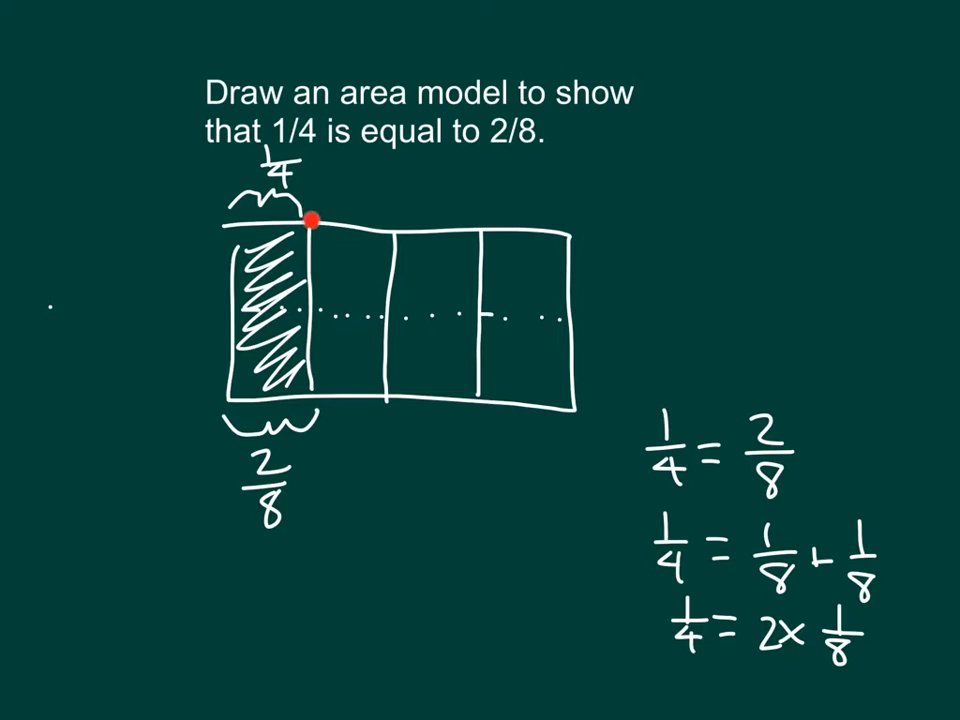 Draw an area model to show
that 1/4 is equal to 2/8.
1/4
2/8
1/4 = 2/8
1/4 = 1/8 + 1/8
1/4 = 2 x 1/8